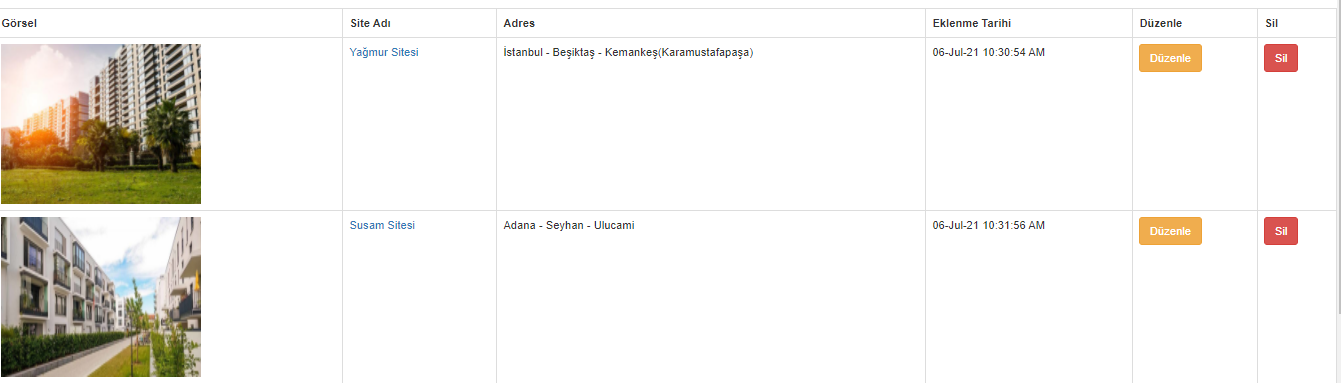 Görsel Site Adı Adres Eklenme Tarihi Düzenle Sil
Yağmur Sitesi İstanbul - Beşiktaş - Kemankeş(Karamustafapaşa) 06-Jul-21 10:30:54 AM Düzenle Sil
Susam Sitesi Adana - Seyhan - Ulucami 06-Jul-21 10:31:56 AM Düzenle Sil